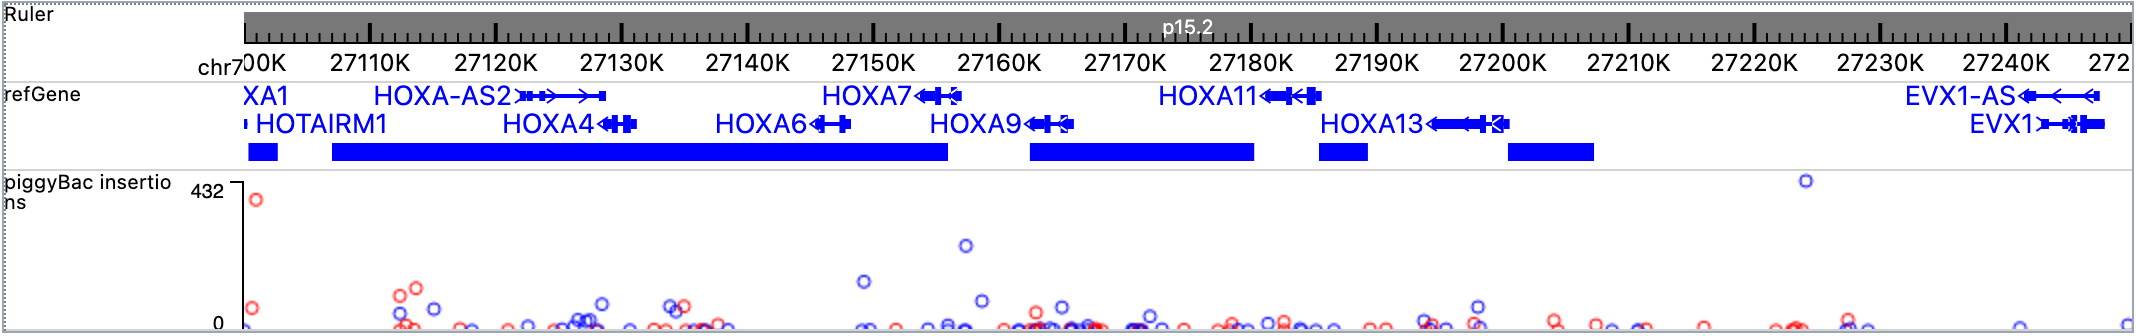 Ruler
p15.2
chr7 00K 27110K 27120K 27130K 27140K 27150K 27160K 27170K 27180K 27190K 27200K 27210K 27220K 27230K 27240K 272
refGene
XA1 HOXA-AS2 HOXA7 HOXA11 EVX1-AS
HOTAIRM1 HOXA4 HOXA6 HOXA9 HOXA13 EVX1
piggyBac insertio
ns
432
0